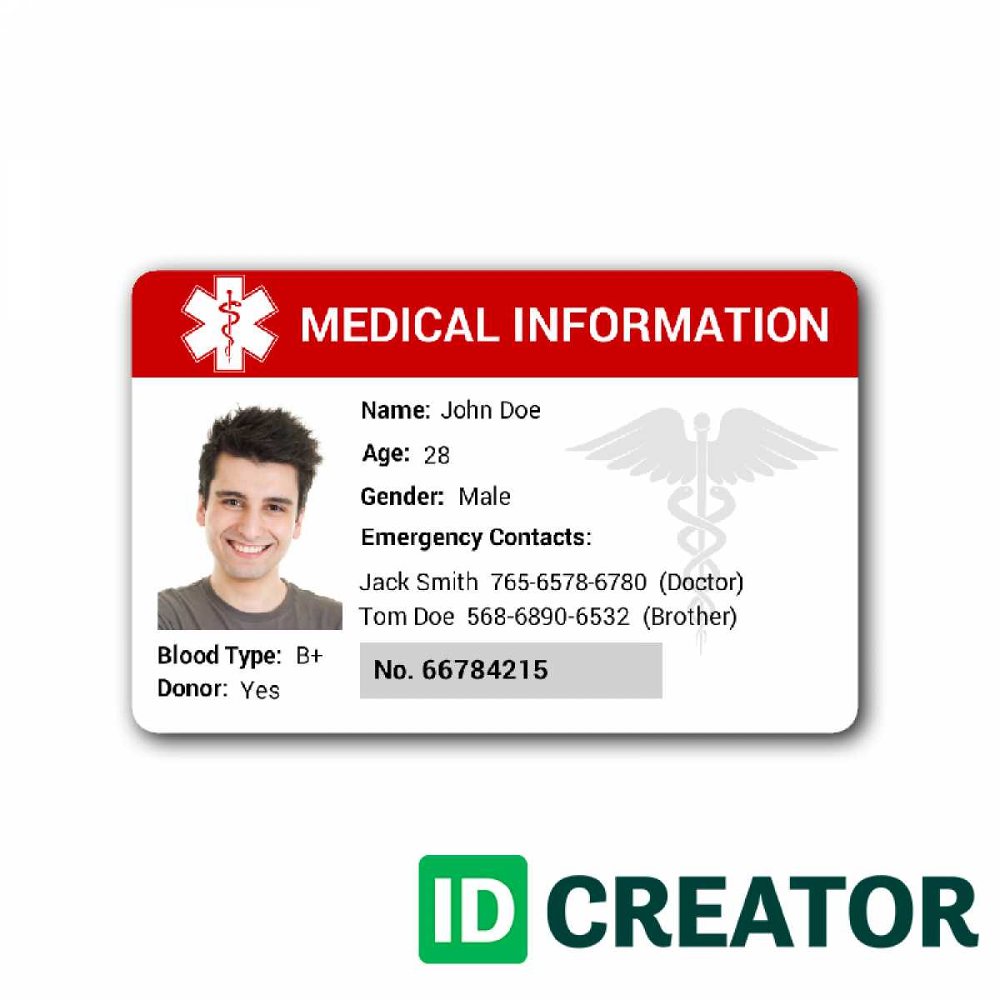 MEDICAL INFORMATION
Name: John Doe
Age: 28
Gender: Male
Emergency Contacts:
Jack Smith 765-6578-6780 (Doctor)
Tom Doe 568-6890-6532 (Brother)
Blood Type: B+
Donor: Yes
No. 66784215
ID CREATOR